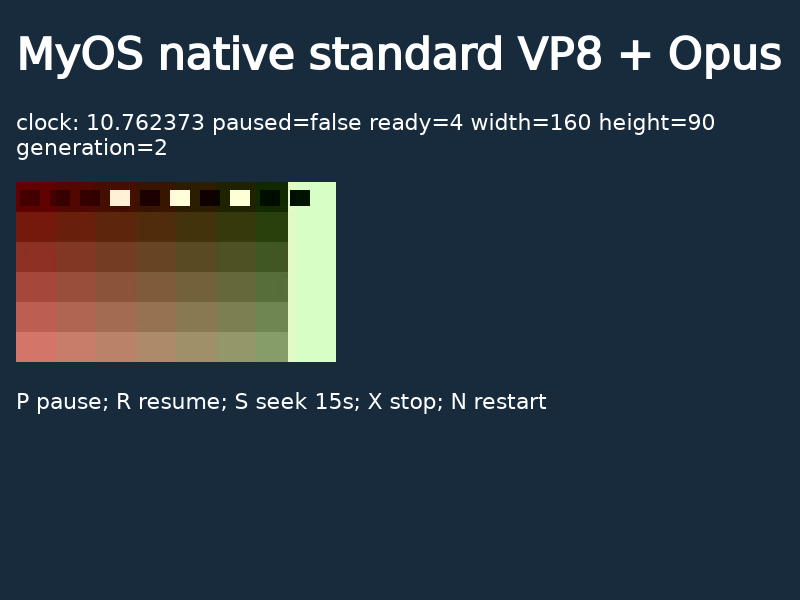 MyOS native standard VP8 + Opus
clock: 10.762373 paused=false ready=4 width=160 height=90
generation=2
P pause; R resume; S seek 15s; X stop; N restart